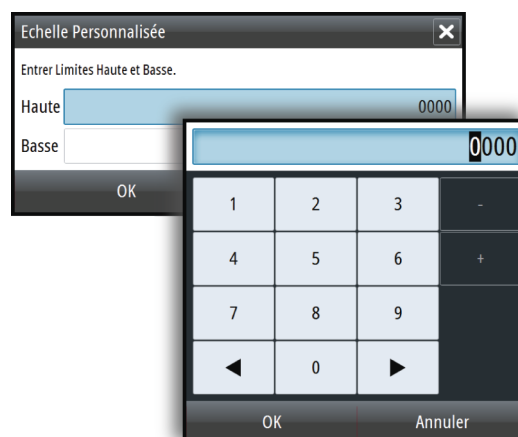 Echelle Personnalisée
Entrer Limites Haute et Basse.
Haute 0000
Basse
OK
0000
1 2 3 -
4 5 6 +
7 8 9
◀ 0 ▶
OK Annuler